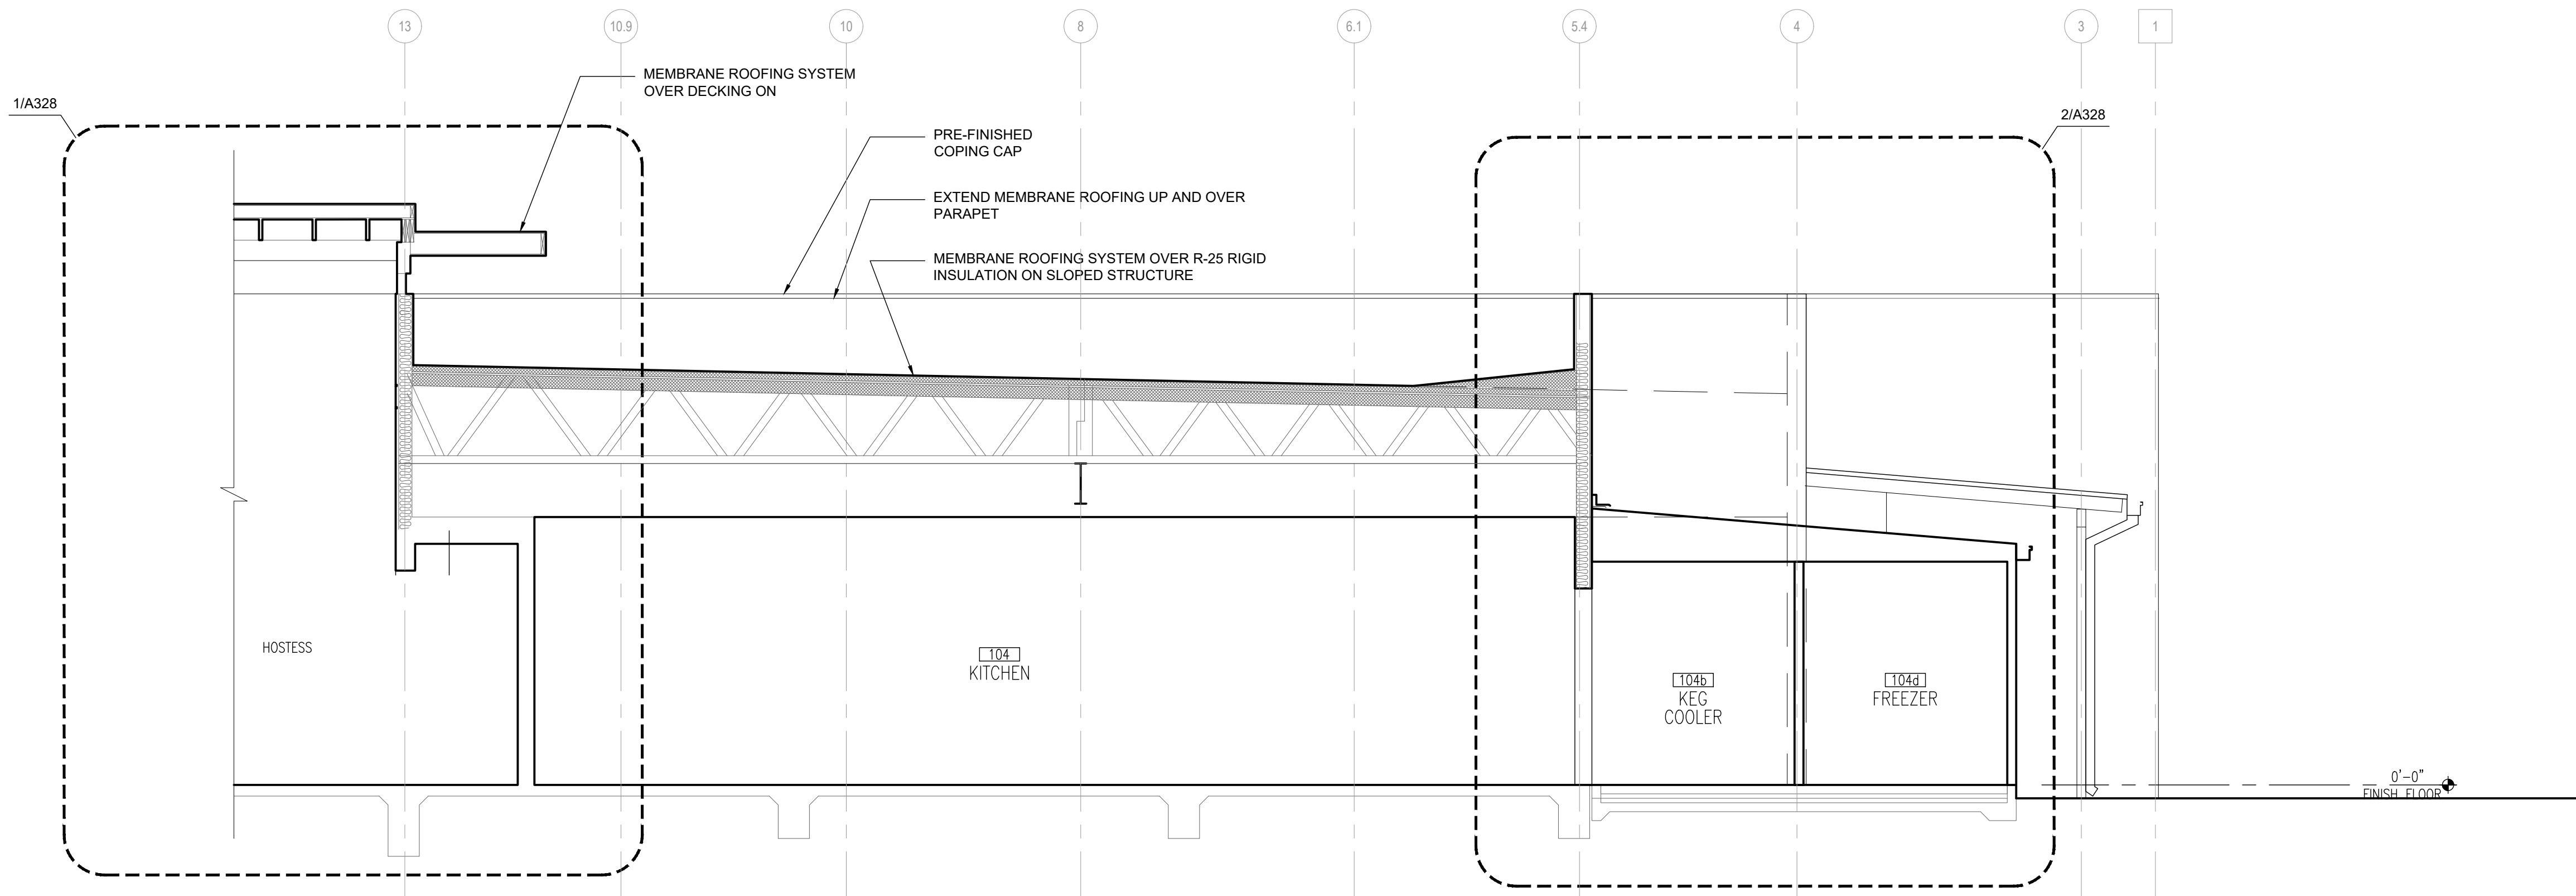 13
10.9
10
8
6.1
5.4
4
3
1
MEMBRANE ROOFING SYSTEM
OVER DECKING ON
1/A328
2/A328
PRE-FINISHED
COPING CAP
EXTEND MEMBRANE ROOFING UP AND OVER
PARAPET
MEMBRANE ROOFING SYSTEM OVER R-25 RIGID
INSULATION ON SLOPED STRUCTURE
HOSTESS
104
KITCHEN
104b
KEG
COOLER
104d
FREEZER
0'-0"
FINISH FLOOR